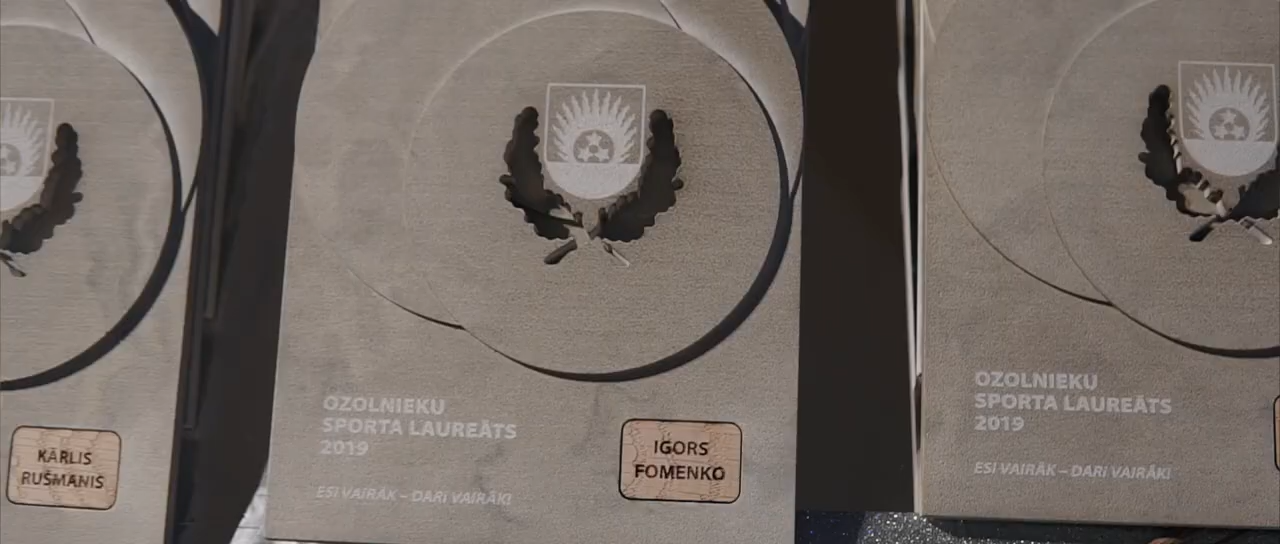 KĀRLIS
RUŠMANIS
OZOLNIEKU
SPORTA LAUREĀTS
2019
ESI VAIRĀK – DARI VAIRĀK!
IGORS
FOMENKO
OZOLNIEKU
SPORTA LAUREĀTS
2019
ESI VAIRĀK – DARI VAIRĀK!